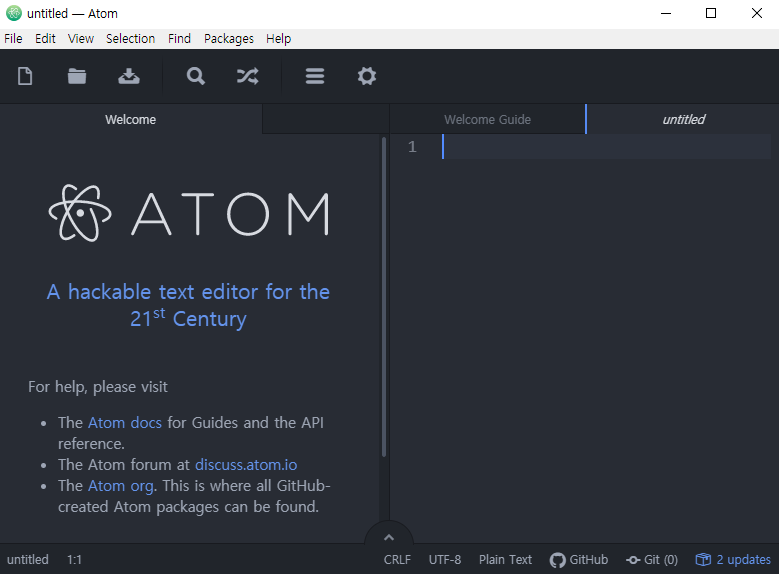 untitled — Atom
File Edit View Selection Find Packages Help
Welcome
Welcome Guide
untitled
ATOM
A hackable text editor for the
21st Century
For help, please visit
• The Atom docs for Guides and the API
reference.
• The Atom forum at discuss.atom.io
• The Atom org. This is where all GitHub-
created Atom packages can be found.
1
untitled 1:1 CRLF UTF-8 Plain Text GitHub Git (0) 2 updates